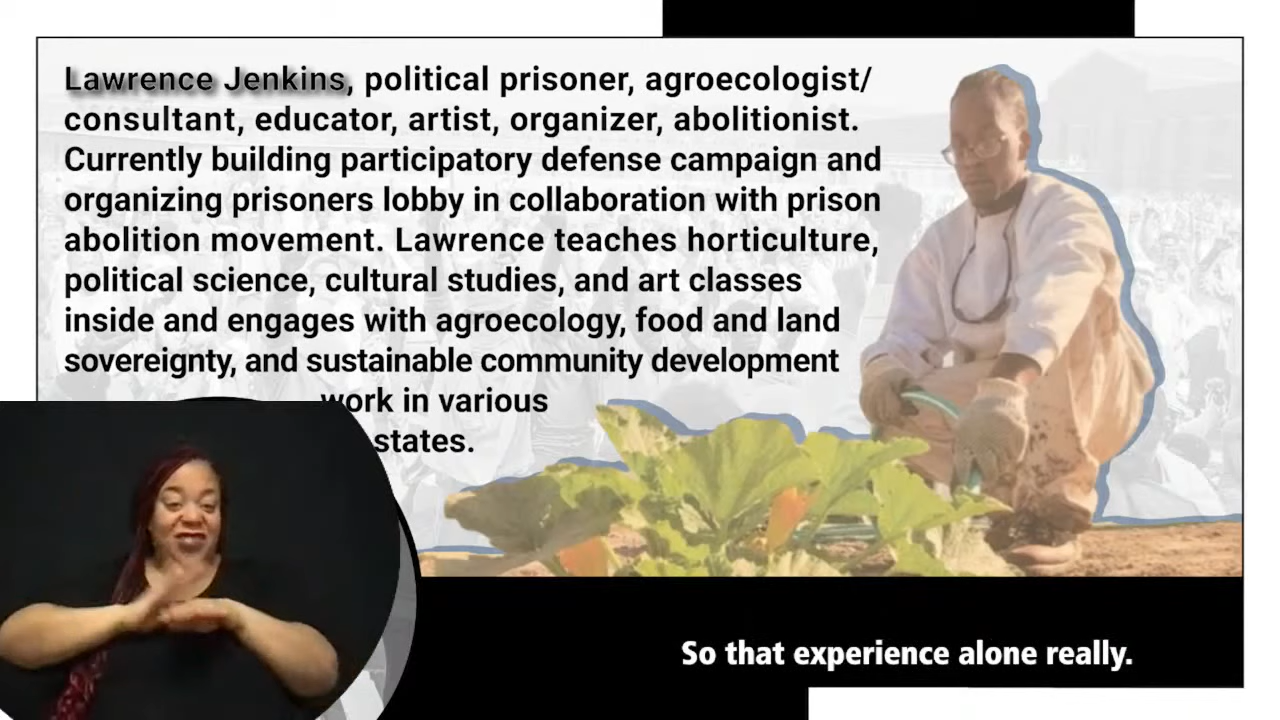 Lawrence Jenkins, political prisoner, agroecologist/
consultant, educator, artist, organizer, abolitionist.
Currently building participatory defense campaign and
organizing prisoners lobby in collaboration with prison
abolition movement. Lawrence teaches horticulture,
political science, cultural studies, and art classes
inside and engages with agroecology, food and land
sovereignty, and sustainable community development
work in various
states.
So that experience alone really.